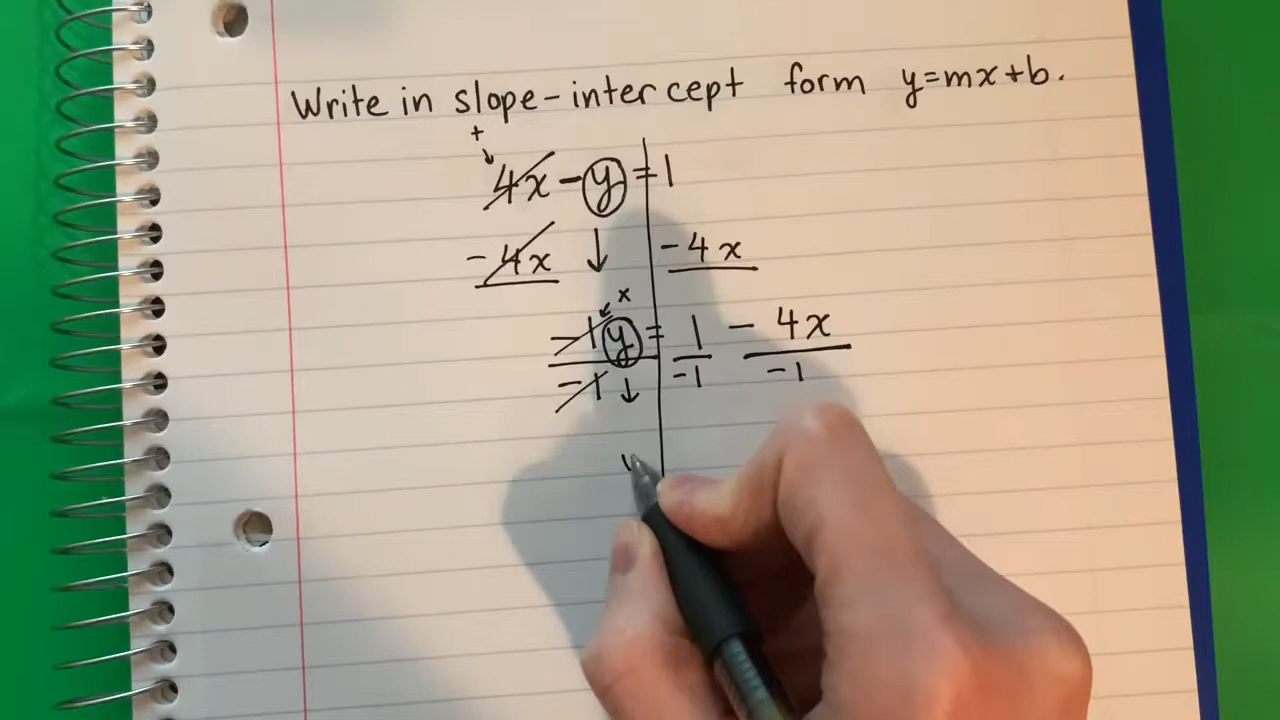 Write in slope-intercept form y=mx+b.
+
4x-y=1
-4x -4x
x
-1y = 1 - 4x
-1 -1 -1